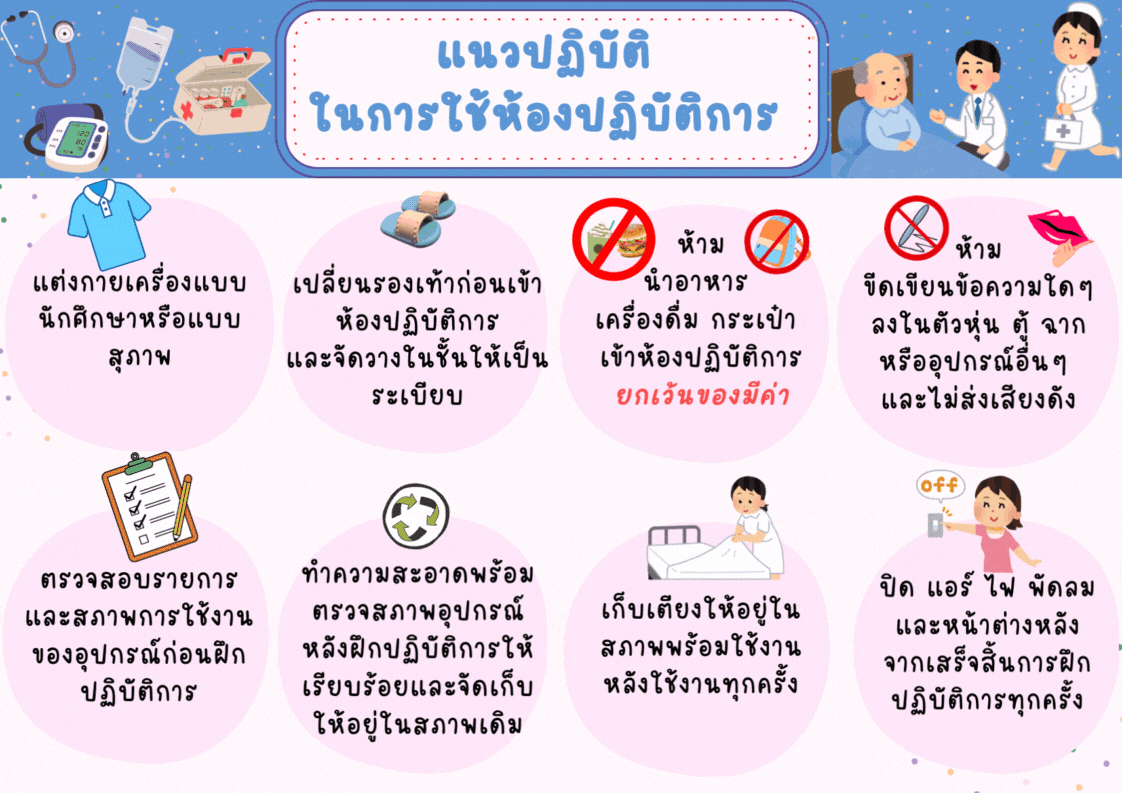 แนวปฏิบัติ
ในการใช้ห้องปฏิบัติการ
แต่งกายเครื่องแบบ
นักศึกษาหรือแบบ
สุภาพ
เปลี่ยนรองเท้าก่อนเข้า
ห้องปฏิบัติการ
และจัดวางในชั้นให้เป็น
ระเบียบ
ห้าม
นำอาหาร
เครื่องดื่ม กระเป๋า
เข้าห้องปฏิบัติการ
ยกเว้นของมีค่า
ห้าม
ขีดเขียนข้อความใดๆ
ลงในตัวหุ่น ตู้ ฉาก
หรืออุปกรณ์อื่นๆ
และไม่ส่งเสียงดัง
ตรวจสอบรายการ
และสภาพการใช้งาน
ของอุปกรณ์ก่อนฝึก
ปฏิบัติการ
ทำความสะอาดพร้อม
ตรวจสภาพอุปกรณ์
หลังฝึกปฏิบัติการให้
เรียบร้อยและจัดเก็บ
ให้อยู่ในสภาพเดิม
เก็บเตียงให้อยู่ใน
สภาพพร้อมใช้งาน
หลังใช้งานทุกครั้ง
off
ปิด แอร์ ไฟ พัดลม
และหน้าต่างหลัง
จากเสร็จสิ้นการฝึก
ปฏิบัติการทุกครั้ง